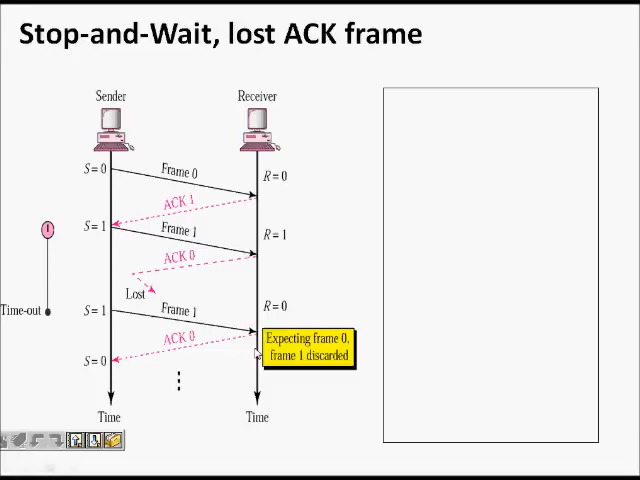 Stop-and-Wait, lost ACK frame
Sender
Receiver
S = 0
Frame 0
R = 0
ACK 1
S = 1
Frame 1
R = 1
1
ACK 0
Lost
Time-out
S = 1
Frame 1
R = 0
Expecting frame 0,
frame 1 discarded
ACK 0
S = 0
Time
Time